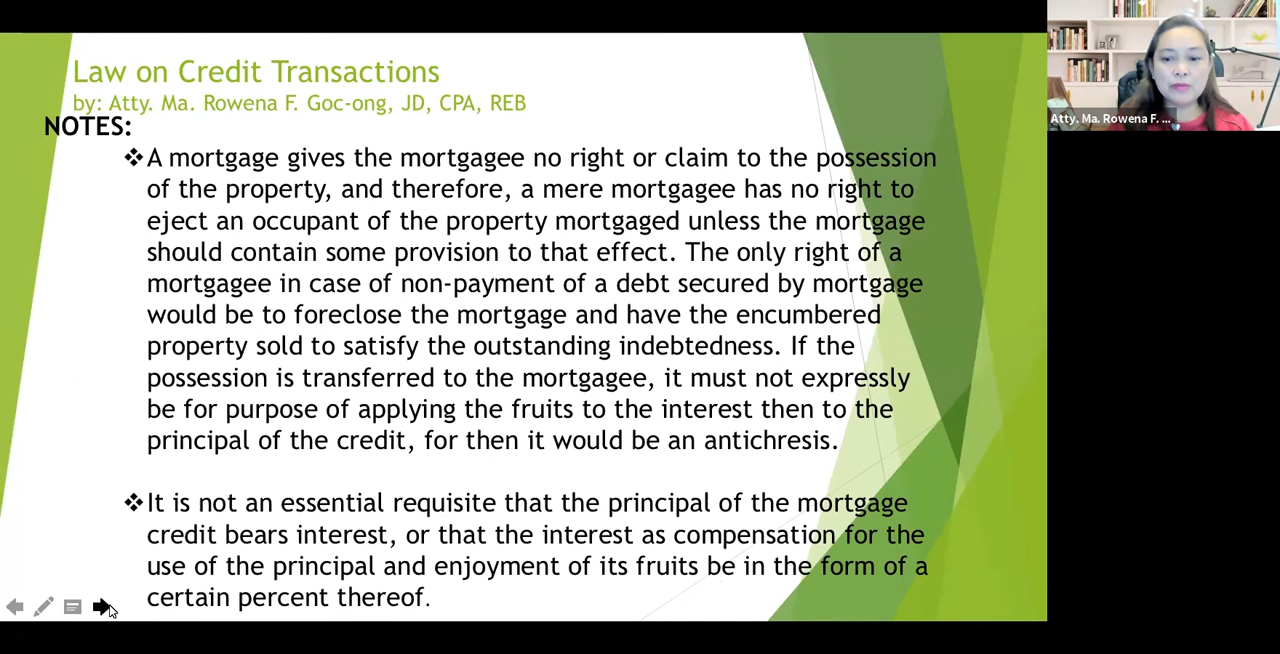 Law on Credit Transactions
by: Atty. Ma. Rowena F. Goc-ong, JD, CPA, REB
NOTES:
❖A mortgage gives the mortgagee no right or claim to the possession
of the property, and therefore, a mere mortgagee has no right to
eject an occupant of the property mortgaged unless the mortgage
should contain some provision to that effect. The only right of a
mortgagee in case of non-payment of a debt secured by mortgage
would be to foreclose the mortgage and have the encumbered
property sold to satisfy the outstanding indebtedness. If the
possession is transferred to the mortgagee, it must not expressly
be for purpose of applying the fruits to the interest then to the
principal of the credit, for then it would be an antichresis.
❖It is not an essential requisite that the principal of the mortgage
credit bears interest, or that the interest as compensation for the
use of the principal and enjoyment of its fruits be in the form of a
certain percent thereof.
Atty. Ma. Rowena F. ...